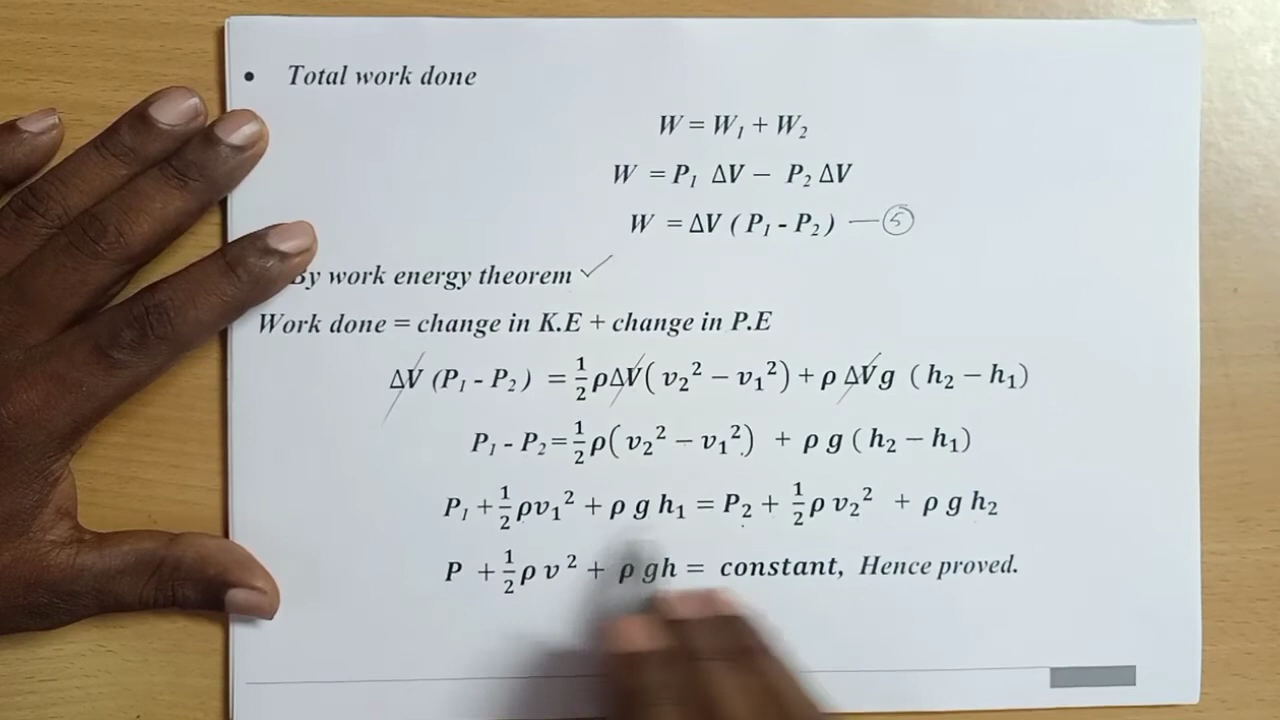 • Total work done
W = W₁ + W₂
W = P₁ ΔV − P₂ ΔV
W = ΔV ( P₁ - P₂ ) — ⑤
By work energy theorem ✓
Work done = change in K.E + change in P.E
ΔV (P₁ - P₂ ) = ½ρΔV( v₂² − v₁²) + ρ ΔVg ( h₂ − h₁)
P₁ - P₂=½ρ( v₂² − v₁²) + ρ g ( h₂ − h₁)
P₁ +½ρv₁² + ρ g h₁ = P₂ + ½ρ v₂² + ρ g h₂
P +½ρ v² + ρ gh = constant, Hence proved.